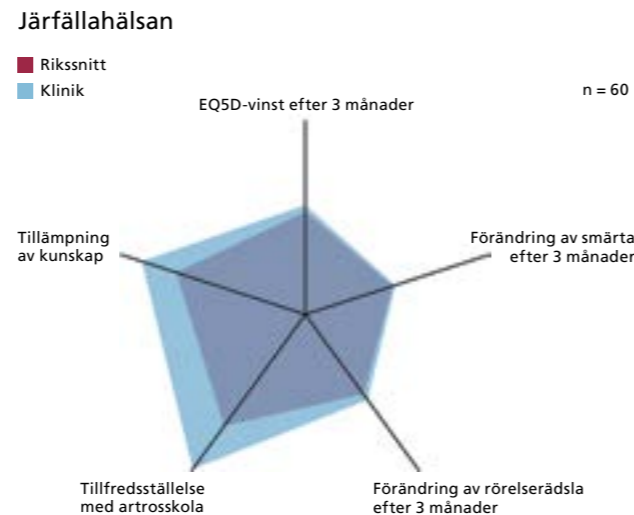 Järfällahälsan
Rikssnitt
Klinik
n = 60
EQ5D-vinst efter 3 månader
Tillämpning
av kunskap
Förändring av smärta
efter 3 månader
Tillfredsställelse
med artrosskola
Förändring av rörelserädsla
efter 3 månader